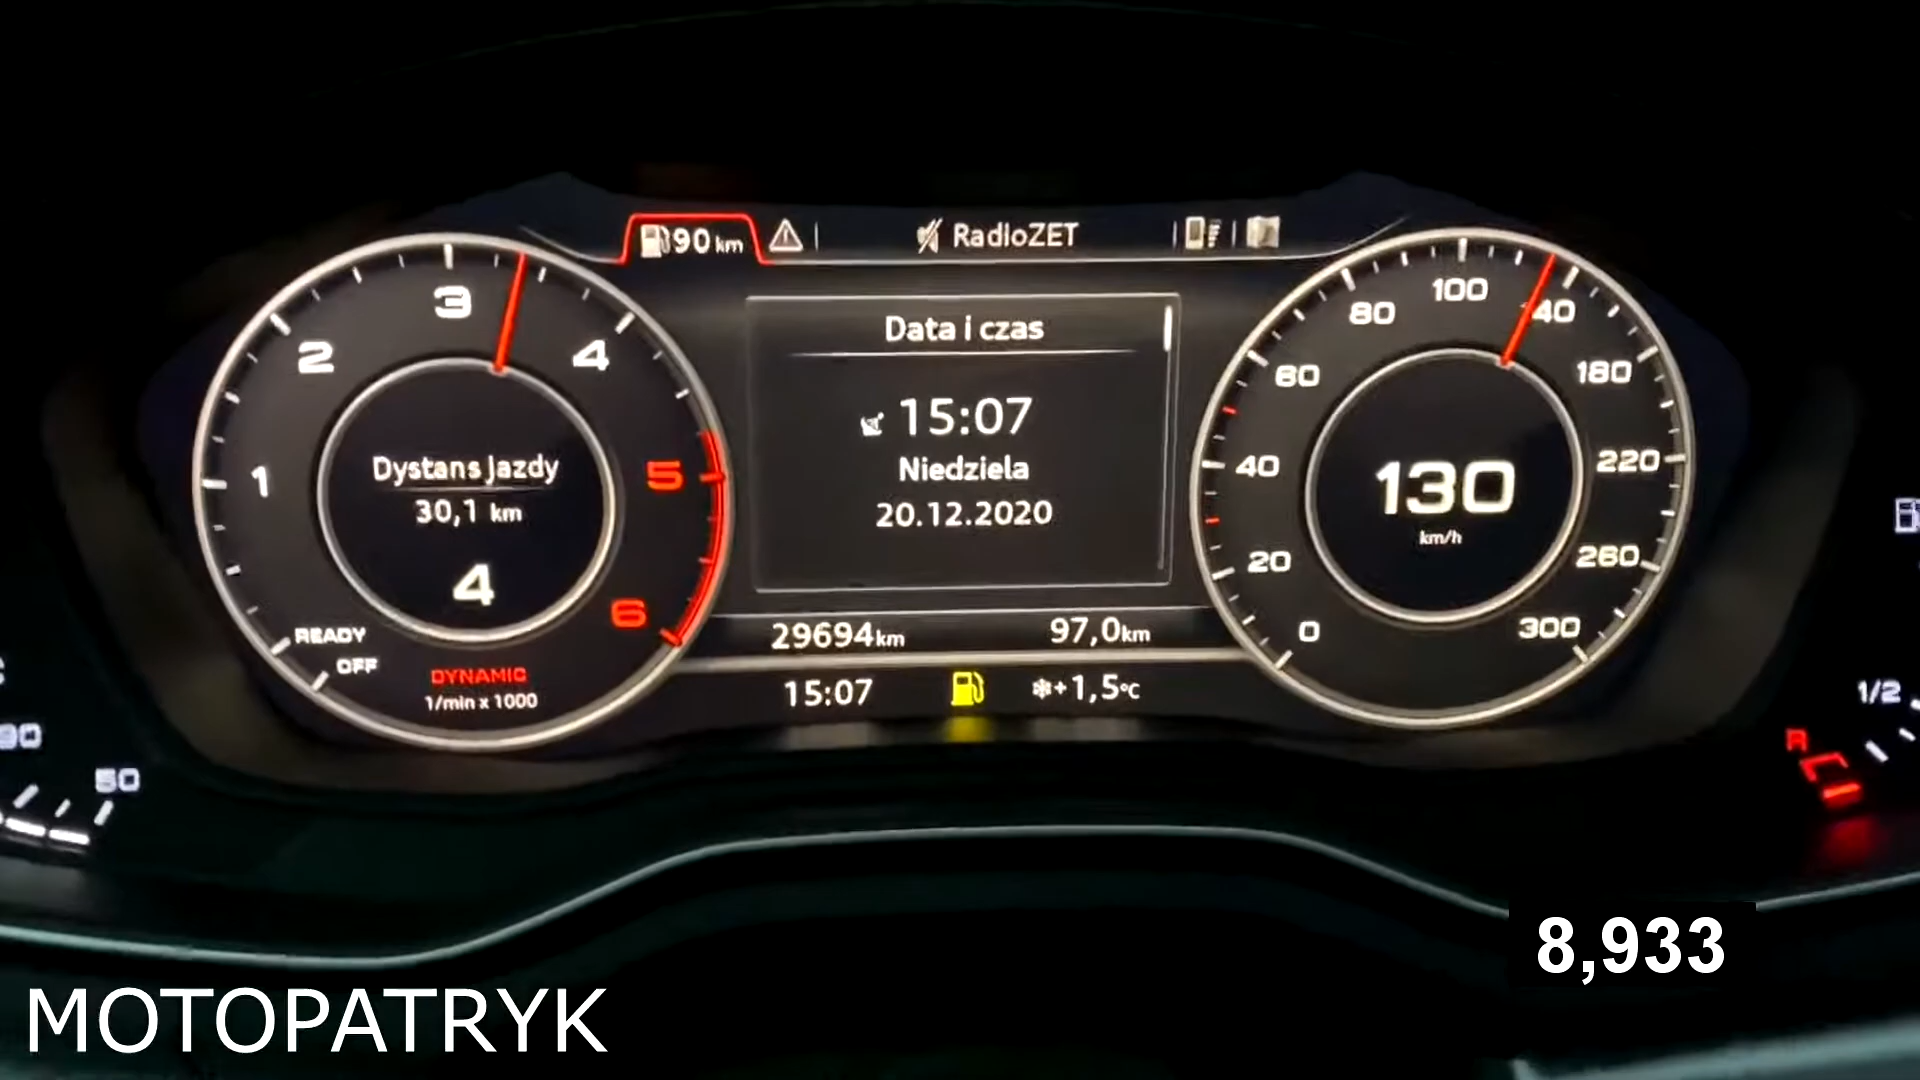 90 km
RadioZET
Data i czas
15:07
Niedziela
20.12.2020
29694km
97,0km
15:07
+1,5°C
1
2
3
4
5
6
READY
OFF
Dystans Jazdy
30,1 km
4
DYNAMIC
1/min x 1000
0
20
40
60
80
100
140
180
220
260
300
130
km/h
90
50
1/2
R
8,933
MOTOPATRYK